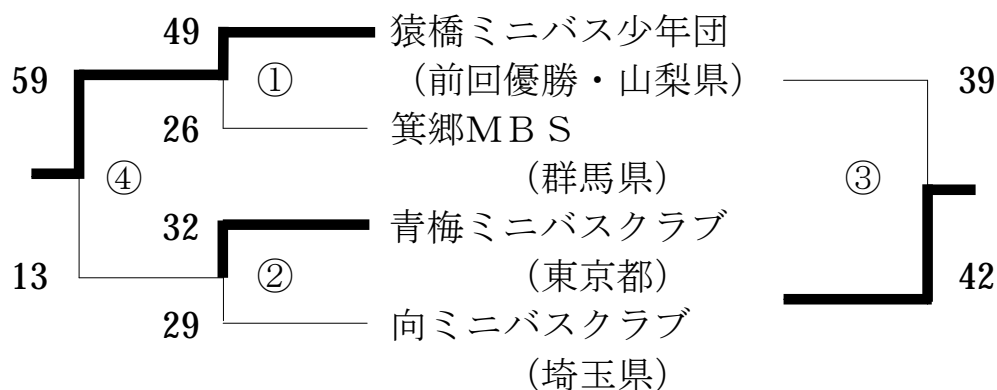 49 猿橋ミニバス少年団
59 ① （前回優勝・山梨県） 39
26 箕郷ＭＢＳ
④ （群馬県） ③
32 青梅ミニバスクラブ
13 ② （東京都） 42
29 向ミニバスクラブ
（埼玉県）